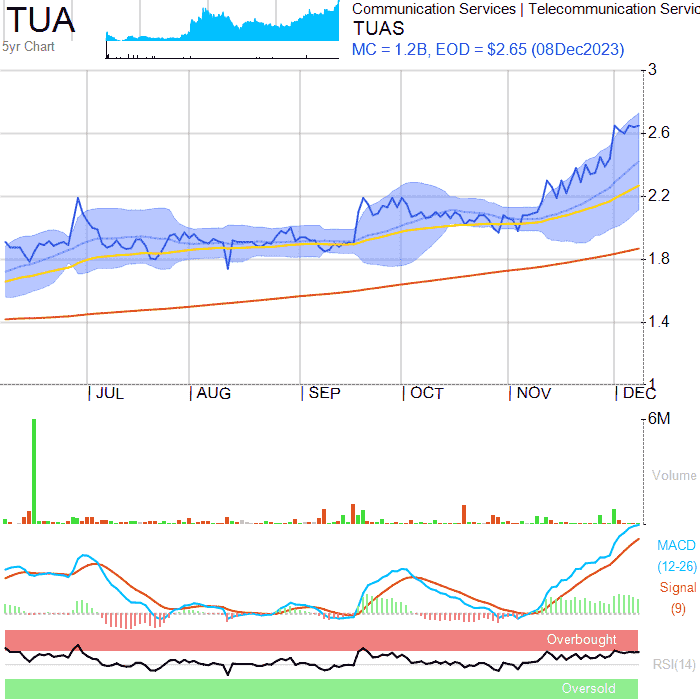 TUA
5yr Chart
Communication Services | Telecommunication Servic
TUAS
MC = 1.2B, EOD = $2.65 (08Dec2023)
3
2.6
2.2
1.8
1.4
1
JUL AUG SEP OCT NOV DEC
6M
Volume
MACD
(12-26)
Signal
(9)
Overbought
RSI(14)
Oversold